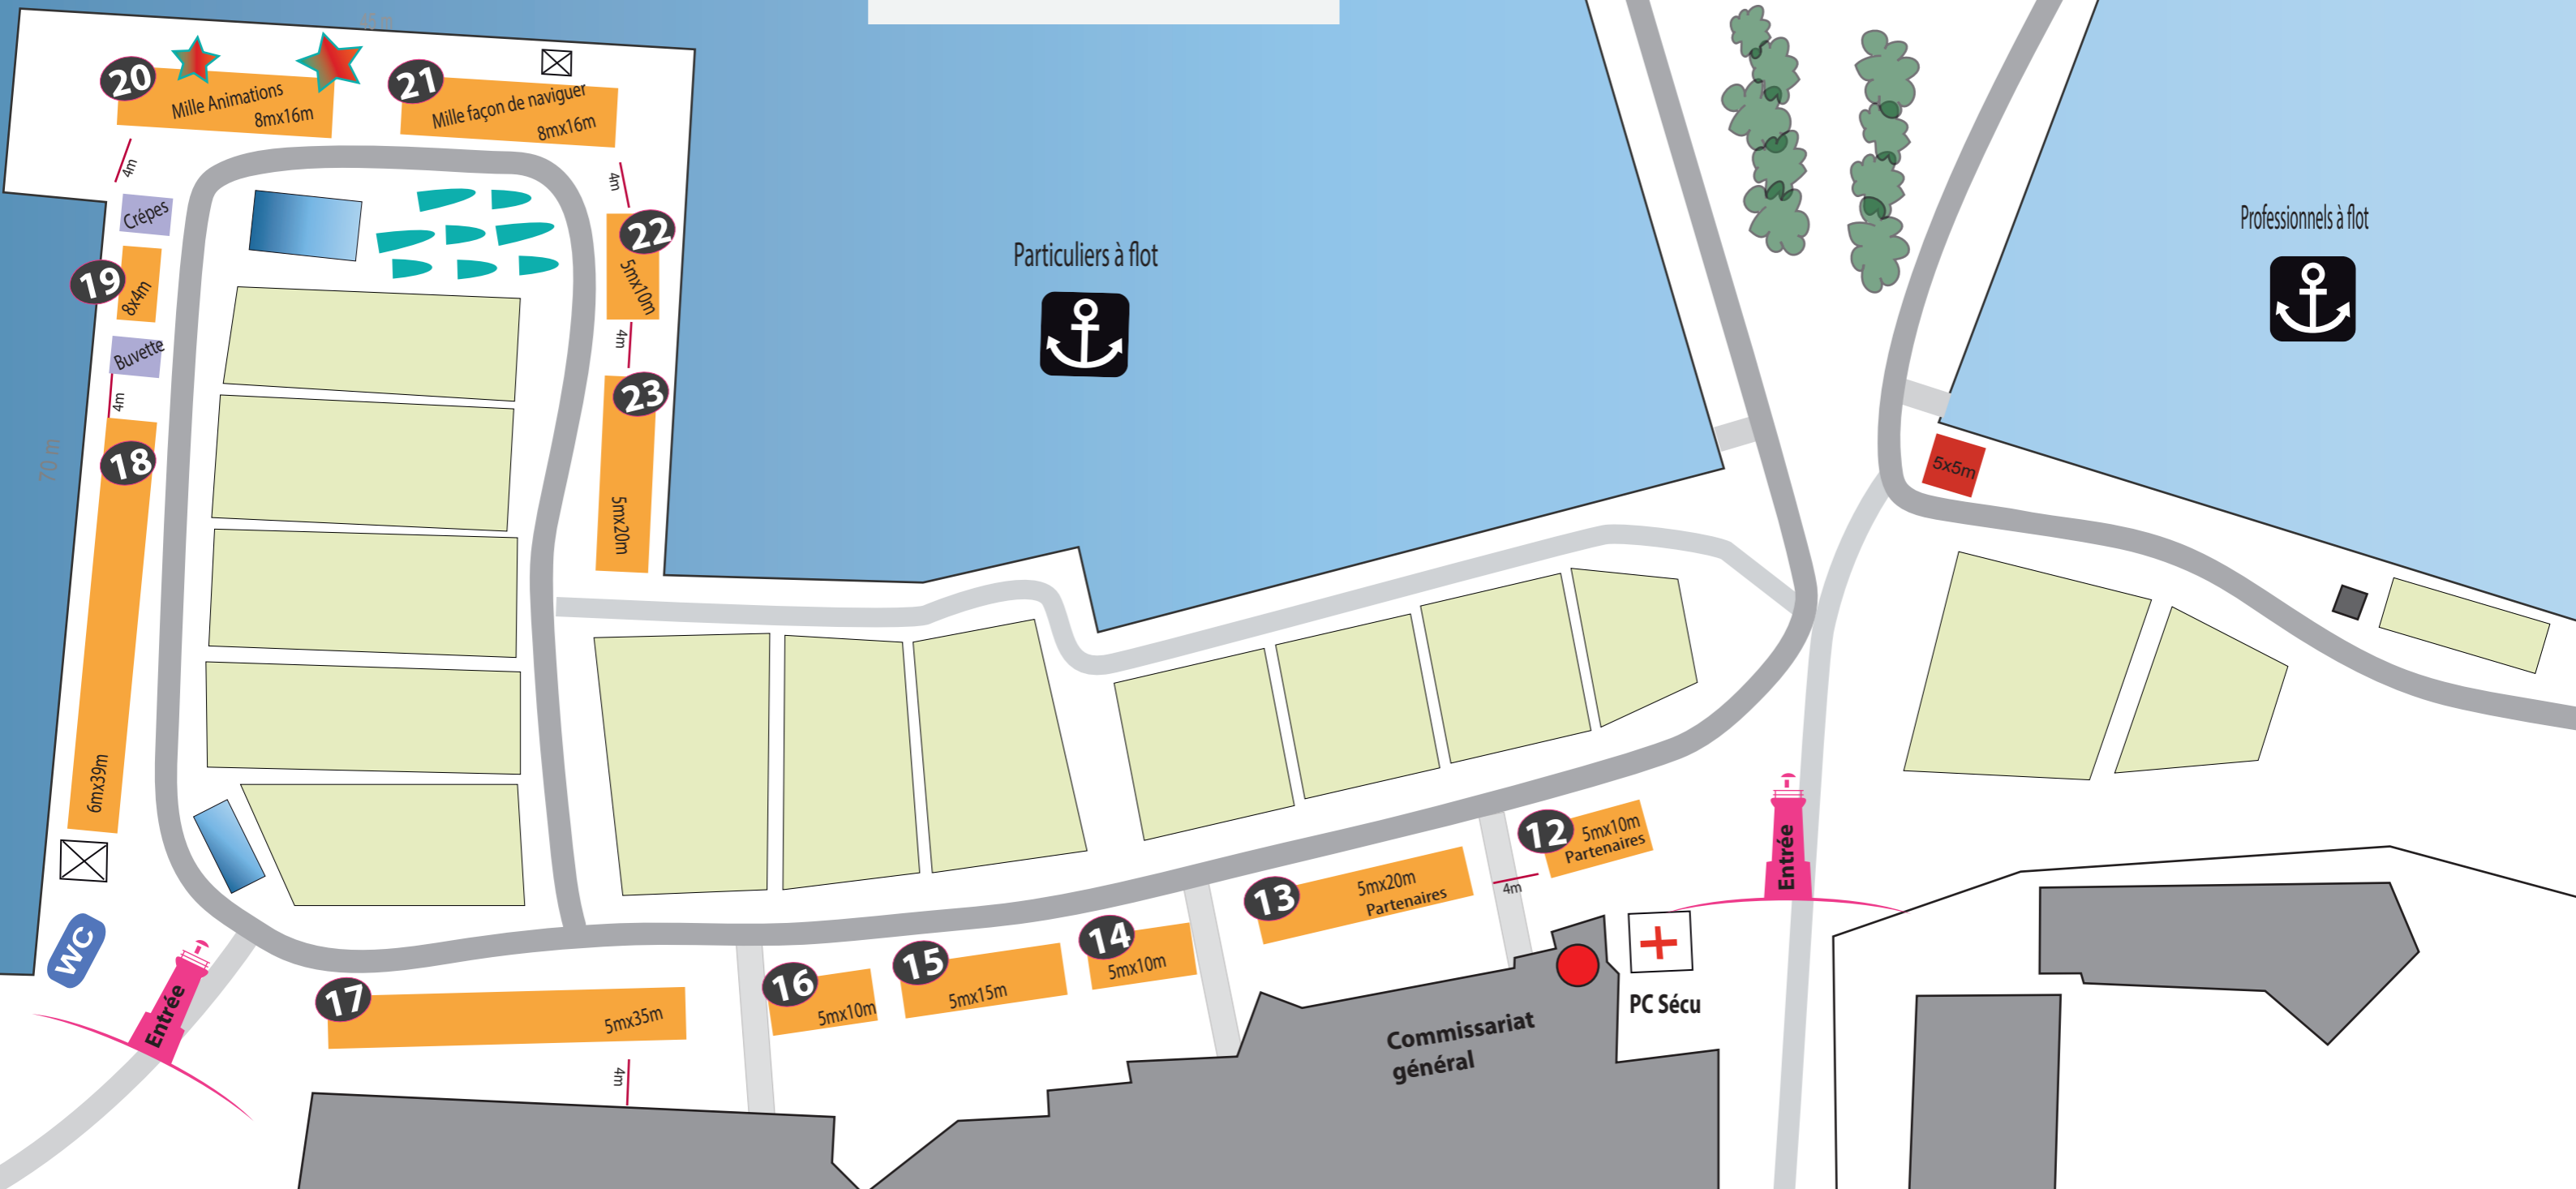 20
Mille Animations
8mx16m
21
Mille façon de naviguer
8mx16m
4m
4m
Crépes
19
8x4m
Buvette
4m
70 m
18
6mx39m
22
5mx10m
4m
23
5mx20m
Particuliers à flot
Professionnels à flot
5x5m
12
5mx10m
Partenaires
4m
13
5mx20m
Partenaires
14
5mx10m
15
5mx15m
16
5mx10m
17
5mx35m
4m
WC
Entrée
Entrée
PC Sécu
Commissariat
général